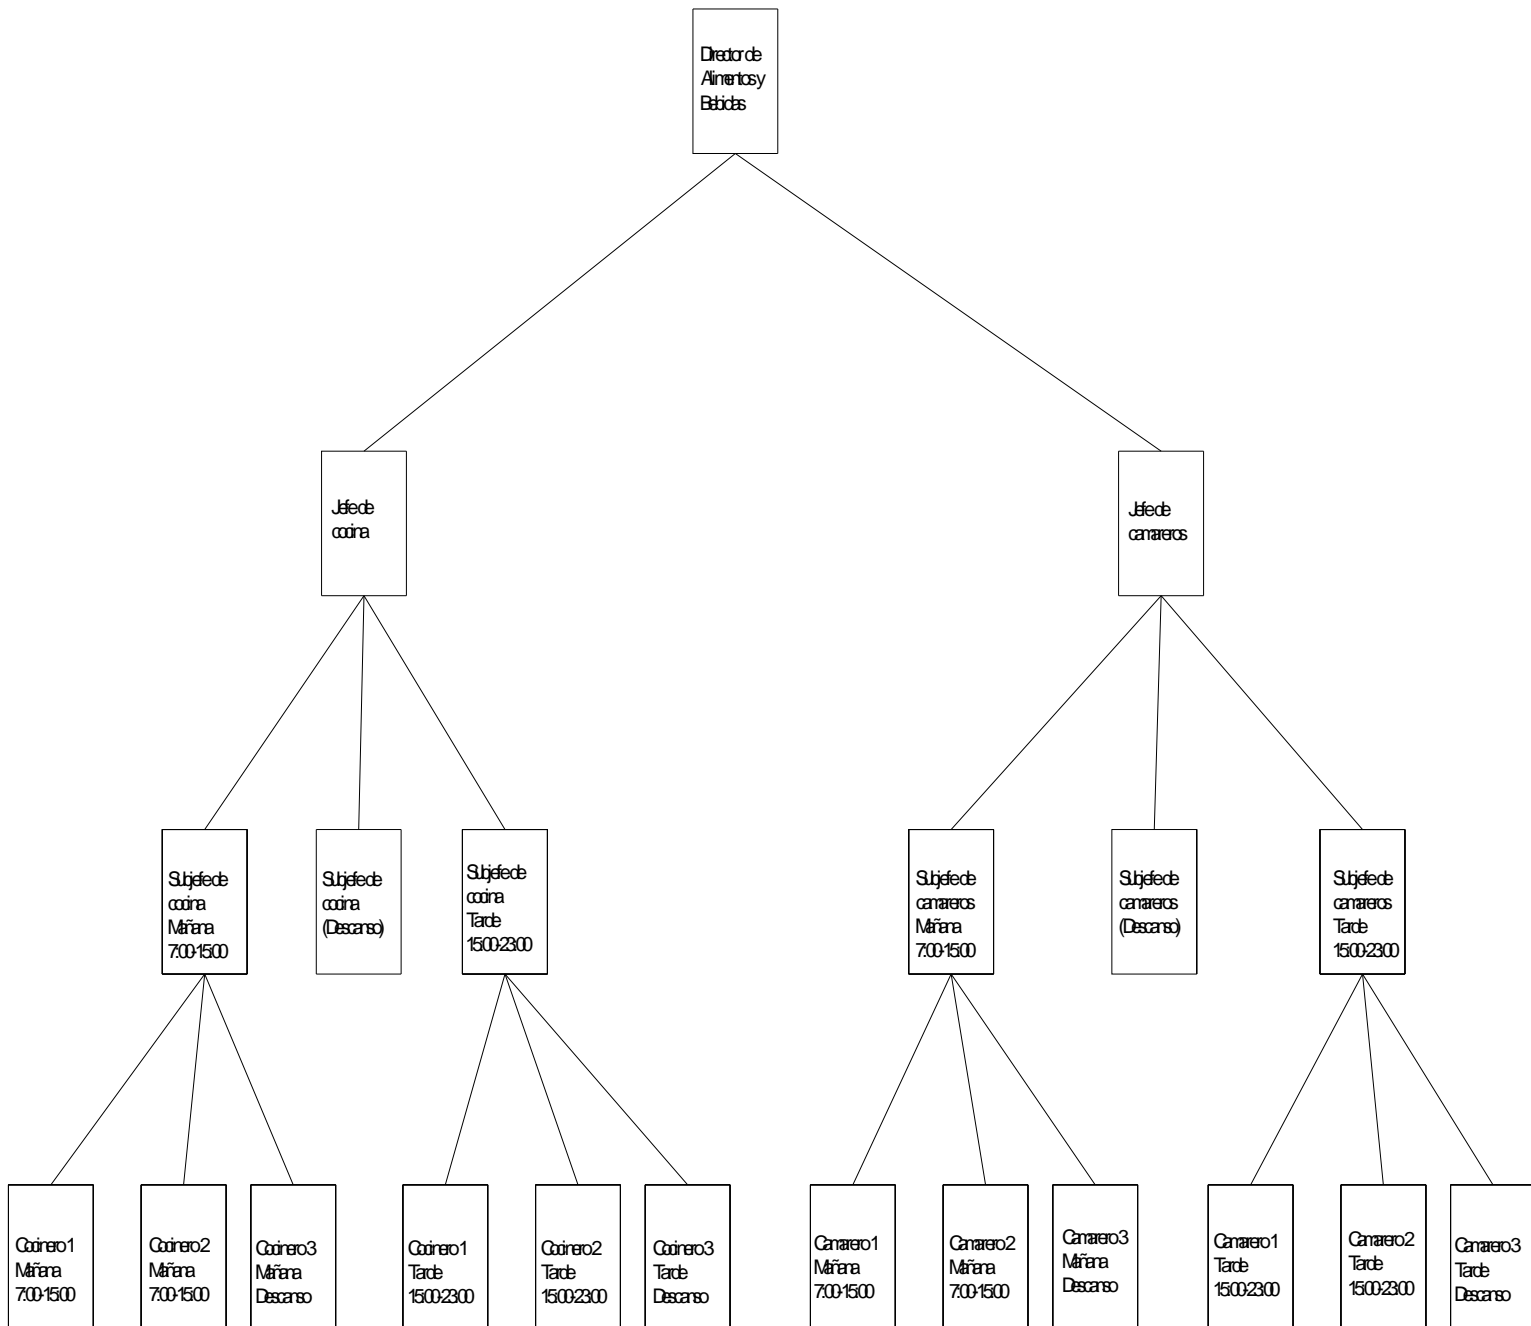 Director de
Alimentos y
Bebidas
Jefe de
cocina
Jefe de
camareros
Subjefe de
cocina
Mañana
7:00-15:00
Subjefe de
cocina
(Descanso)
Subjefe de
cocina
Tarde
15:00-23:00
Subjefe de
camareros
Mañana
7:00-15:00
Subjefe de
camareros
(Descanso)
Subjefe de
camareros
Tarde
15:00-23:00
Cocinero 1
Mañana
7:00-15:00
Cocinero 2
Mañana
7:00-15:00
Cocinero 3
Mañana
Descanso
Cocinero 1
Tarde
15:00-23:00
Cocinero 2
Tarde
15:00-23:00
Cocinero 3
Tarde
Descanso
Camarero 1
Mañana
7:00-15:00
Camarero 2
Mañana
7:00-15:00
Camarero 3
Mañana
Descanso
Camarero 1
Tarde
15:00-23:00
Camarero 2
Tarde
15:00-23:00
Camarero 3
Tarde
Descanso